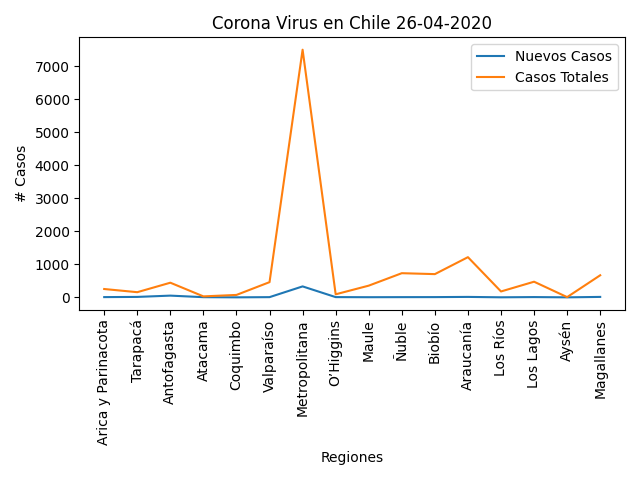 Corona Virus en Chile 26-04-2020
Nuevos Casos
Casos Totales
# Casos
7000
6000
5000
4000
3000
2000
1000
0
Arica y Parinacota
Tarapacá
Antofagasta
Atacama
Coquimbo
Valparaíso
Metropolitana
O’Higgins
Maule
Ñuble
Biobío
Araucanía
Los Ríos
Los Lagos
Aysén
Magallanes
Regiones